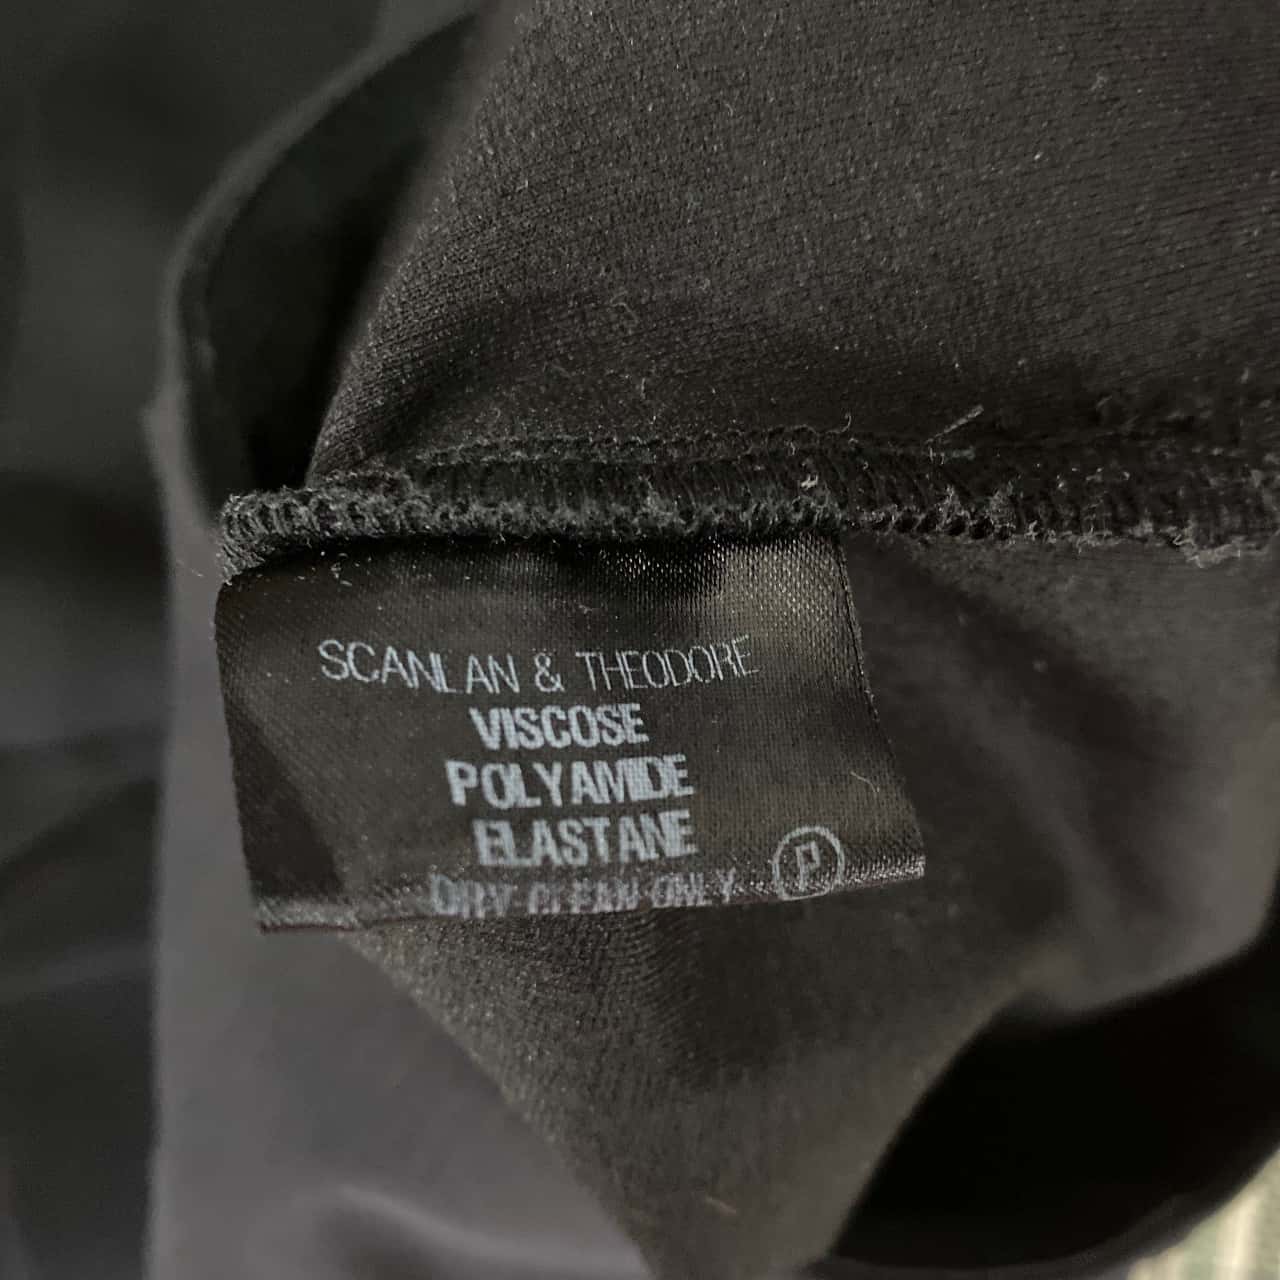 SCANLAN & THEODORE
VISCOSE
POLYAMIDE
ELASTANE
DRY CLEAN ONLY
P